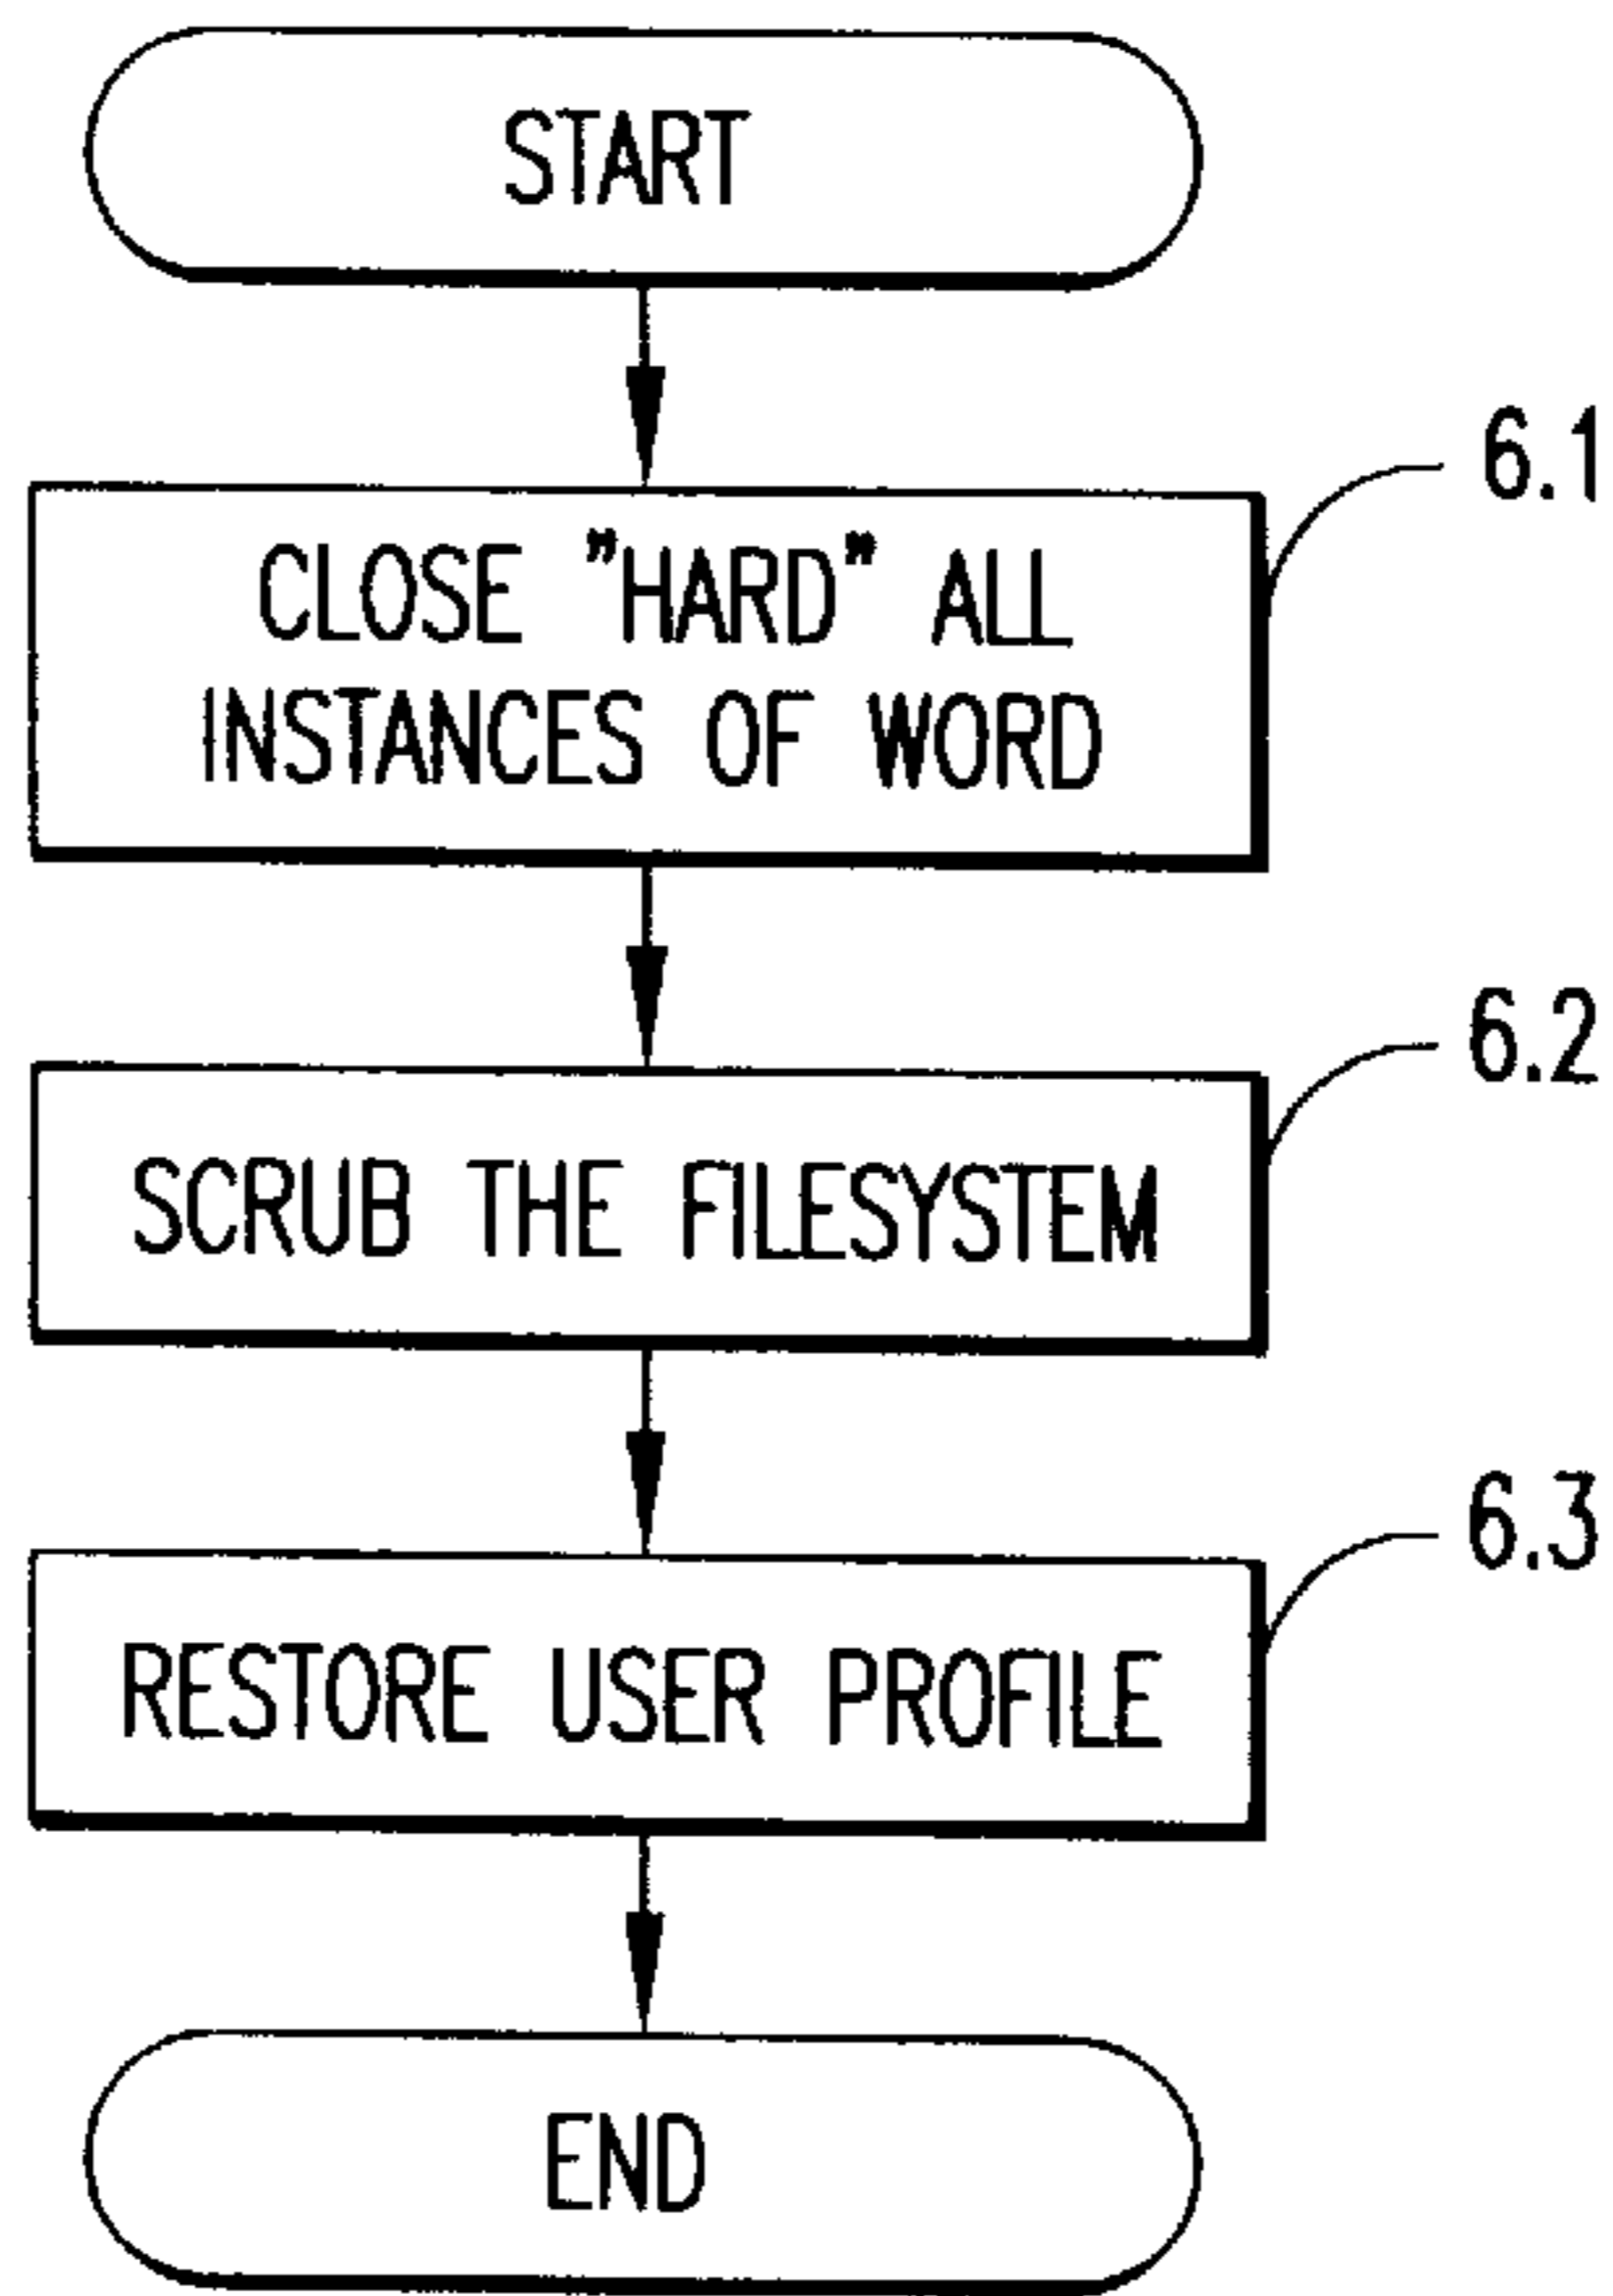 START
6.1
CLOSE "HARD" ALL
INSTANCES OF WORD
6.2
SCRUB THE FILESYSTEM
6.3
RESTORE USER PROFILE
END